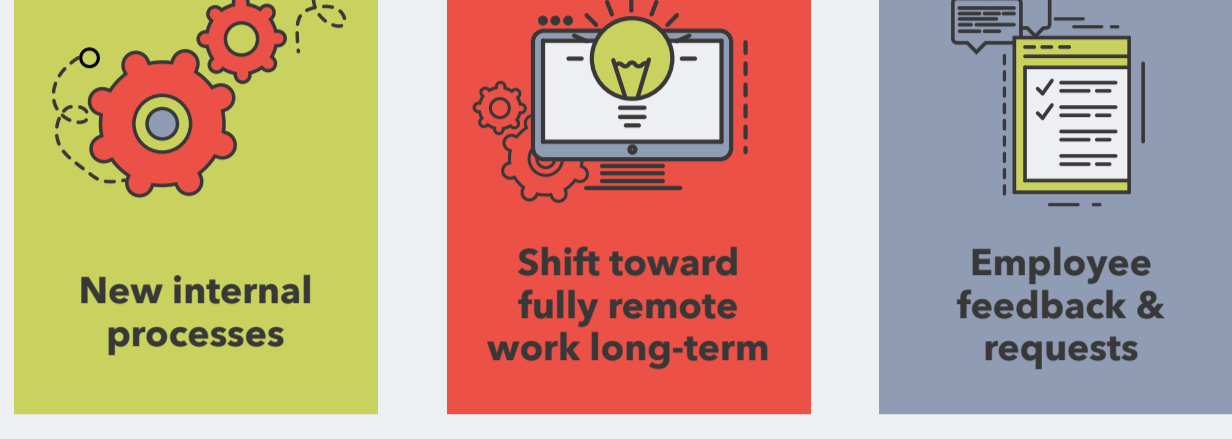 New internal
processes
Shift toward
fully remote
work long-term
Employee
feedback &
requests